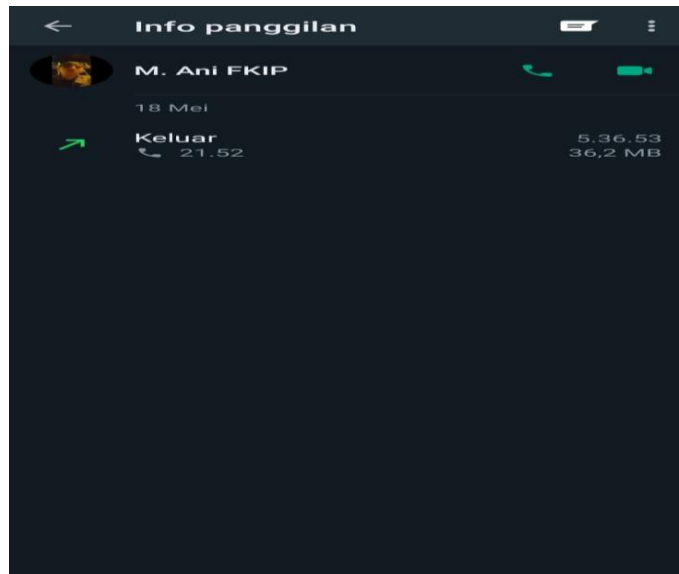 Info panggilan
M. Ani FKIP
18 Mei
Keluar 5.36.53
21.52 36,2 MB